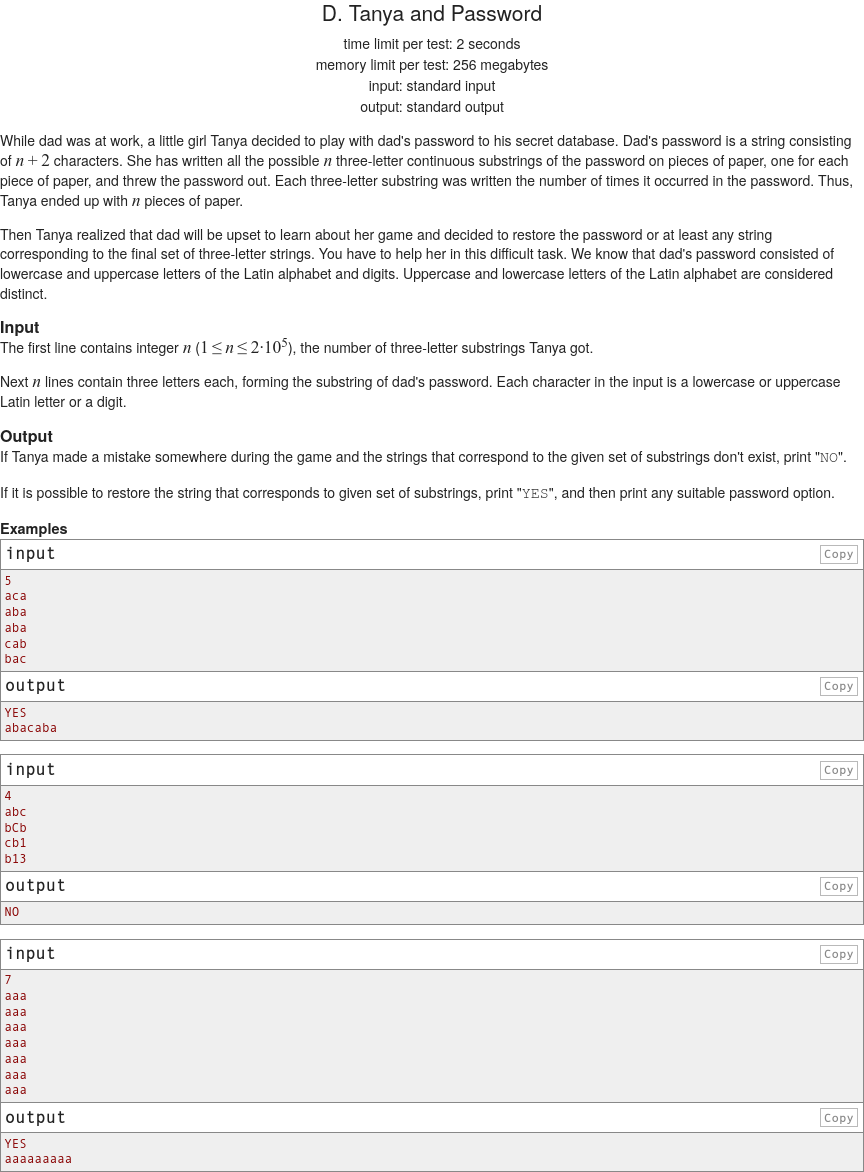 D. Tanya and Password
time limit per test: 2 seconds
memory limit per test: 256 megabytes
input: standard input
output: standard output
While dad was at work, a little girl Tanya decided to play with dad's password to his secret database. Dad's password is a string consisting
of n + 2 characters. She has written all the possible n three-letter continuous substrings of the password on pieces of paper, one for each
piece of paper, and threw the password out. Each three-letter substring was written the number of times it occurred in the password. Thus,
Tanya ended up with n pieces of paper.
Then Tanya realized that dad will be upset to learn about her game and decided to restore the password or at least any string
corresponding to the final set of three-letter strings. You have to help her in this difficult task. We know that dad's password consisted of
lowercase and uppercase letters of the Latin alphabet and digits. Uppercase and lowercase letters of the Latin alphabet are considered
distinct.
Input
The first line contains integer n (1 ≤ n ≤ 2·10⁵), the number of three-letter substrings Tanya got.
Next n lines contain three letters each, forming the substring of dad's password. Each character in the input is a lowercase or uppercase
Latin letter or a digit.
Output
If Tanya made a mistake somewhere during the game and the strings that correspond to the given set of substrings don't exist, print "NO".
If it is possible to restore the string that corresponds to given set of substrings, print "YES", and then print any suitable password option.
Examples
input Copy
5
aca
aba
aba
cab
bac
output Copy
YES
abacaba
input Copy
4
abc
bCb
cb1
b13
output Copy
NO
input Copy
7
aaa
aaa
aaa
aaa
aaa
aaa
aaa
output Copy
YES
aaaaaaaaa